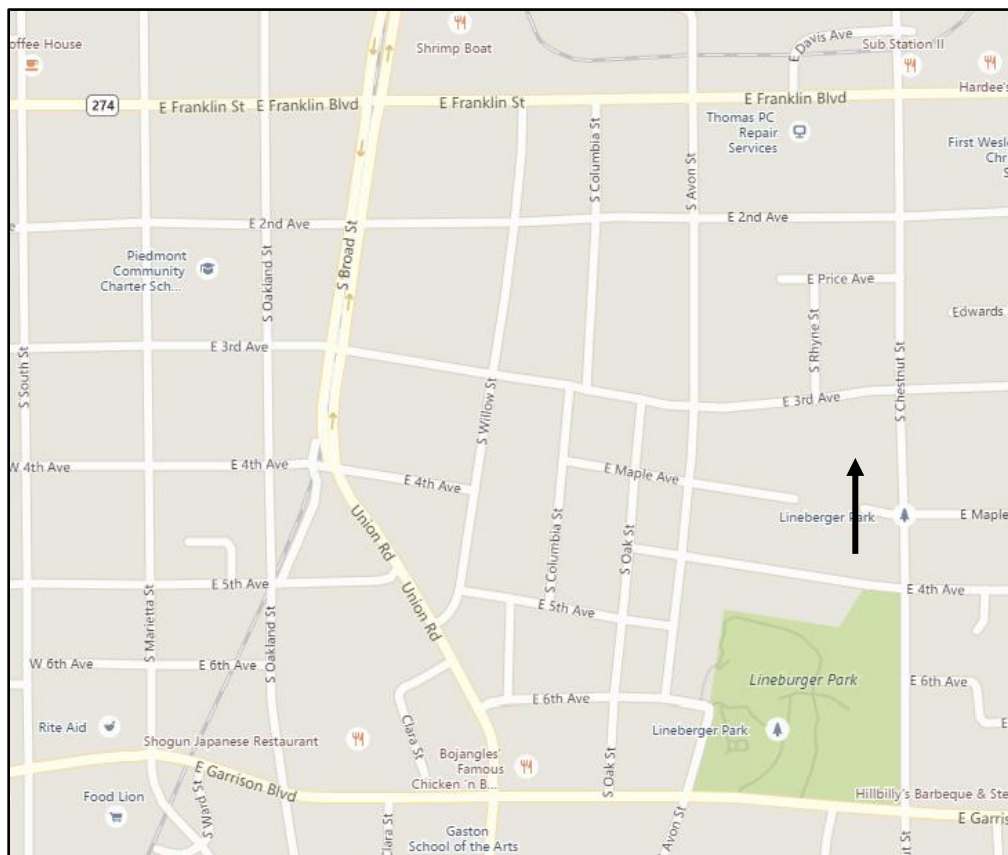 offee House
Shrimp Boat
E Davis Ave
Sub Station II
Hardee's
274
E Franklin St
E Franklin Blvd
E Franklin St
E Franklin Blvd
Thomas PC
Repair
Services
First Wesl
Chr
S
S Columbia St
S Avon St
e
E 2nd Ave
E 2nd Ave
S Broad St
Piedmont
Community
Charter Sch...
S Oakland St
E Price Ave
Edwards
S Rhyne St
S South St
E 3rd Ave
S Willow St
E 3rd Ave
S Chestnut St
W 4th Ave
E 4th Ave
E 4th Ave
E Maple Ave
Lineberger Park
E Maple
Union Rd
S Columbia St
S Oak St
E 5th Ave
Union Rd
E 5th Ave
E 4th Ave
S Marietta St
S Oakland St
W 6th Ave
E 6th Ave
E 6th Ave
Lineburger Park
E 6th Ave
Rite Aid
Shogun Japanese Restaurant
Clara St
Lineberger Park
E
Bojangles'
Famous
Chicken 'n B...
S Oak St
E Garrison Blvd
Food Lion
S Ward St
Clara St
Hillbilly's Barbeque & Ste
E Garris
Gaston
School of the Arts
Avon St
ut St